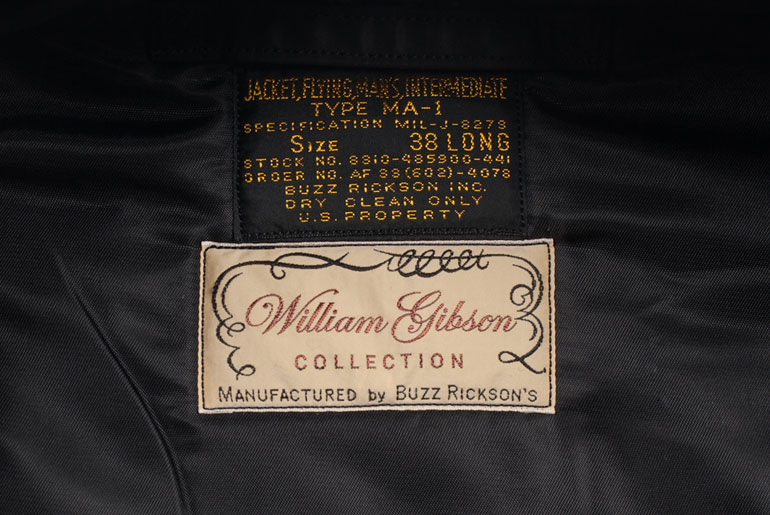 JACKET,FLYING,MAN'S,INTERMEDIATE
TYPE MA-1
SPECIFICATION MIL-J-8279
SIZE 38 LONG
STOCK NO. 8310-485900-441
ORDER NO. AF 33(602)-4078
BUZZ RICKSON INC.
DRY CLEAN ONLY
U.S. PROPERTY
William Gibson
COLLECTION
MANUFACTURED by BUZZ RICKSON'S